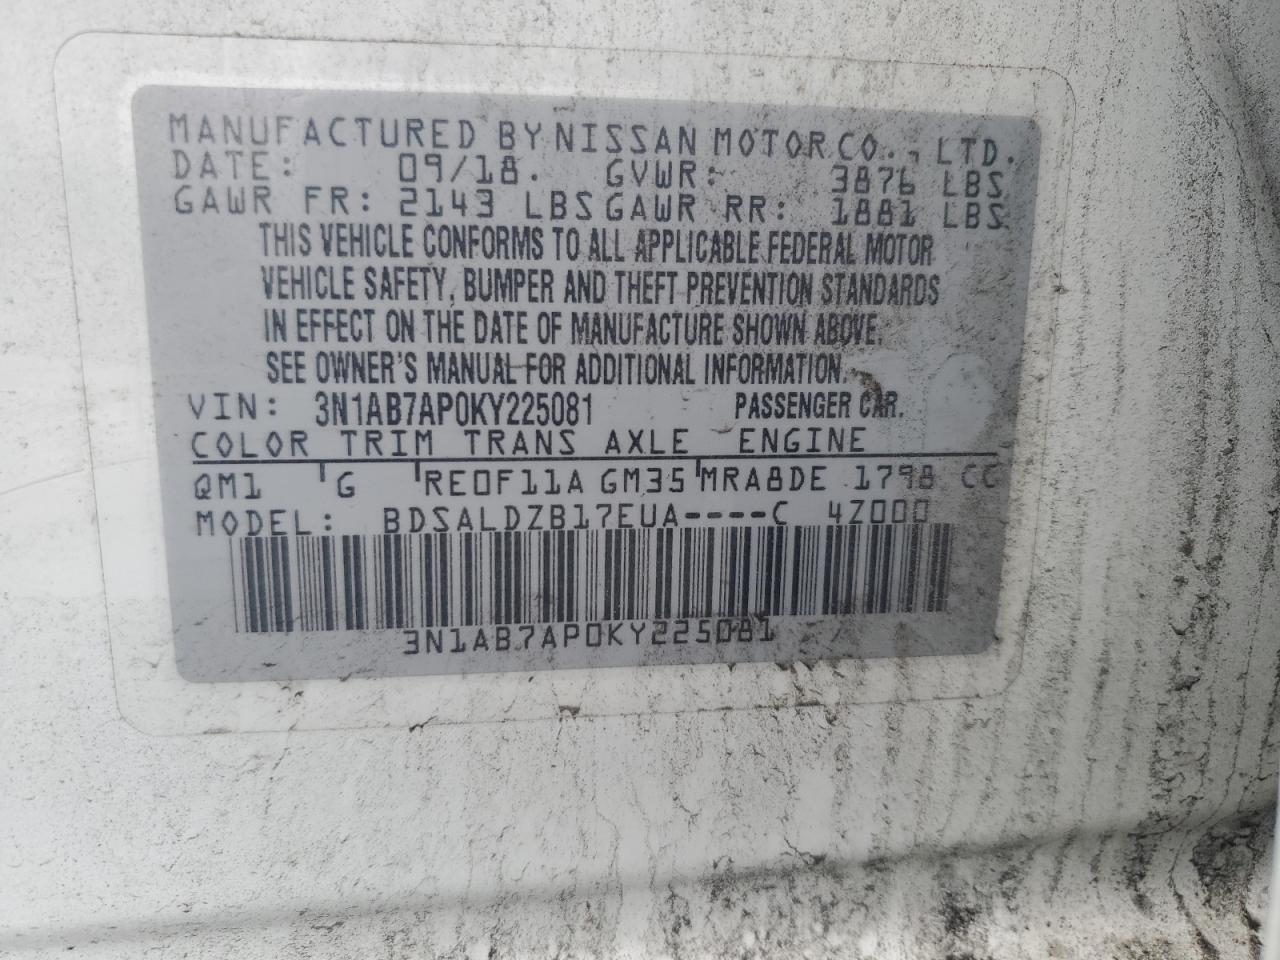 MANUFACTURED BY NISSAN MOTOR CO., LTD.
DATE: 09/18. GVWR: 3876 LBS
GAWR FR: 2143 LBS GAWR RR: 1881 LBS
THIS VEHICLE CONFORMS TO ALL APPLICABLE FEDERAL MOTOR
VEHICLE SAFETY, BUMPER AND THEFT PREVENTION STANDARDS
IN EFFECT ON THE DATE OF MANUFACTURE SHOWN ABOVE.
SEE OWNER'S MANUAL FOR ADDITIONAL INFORMATION.
VIN: 3N1AB7AP0KY225081 PASSENGER CAR.
COLOR TRIM TRANS AXLE ENGINE
QM1 G RE0F11A GM35 MRA8DE 1798 CC
MODEL: BDSALDZB17EUA----C 4Z000
3N1AB7AP0KY225081